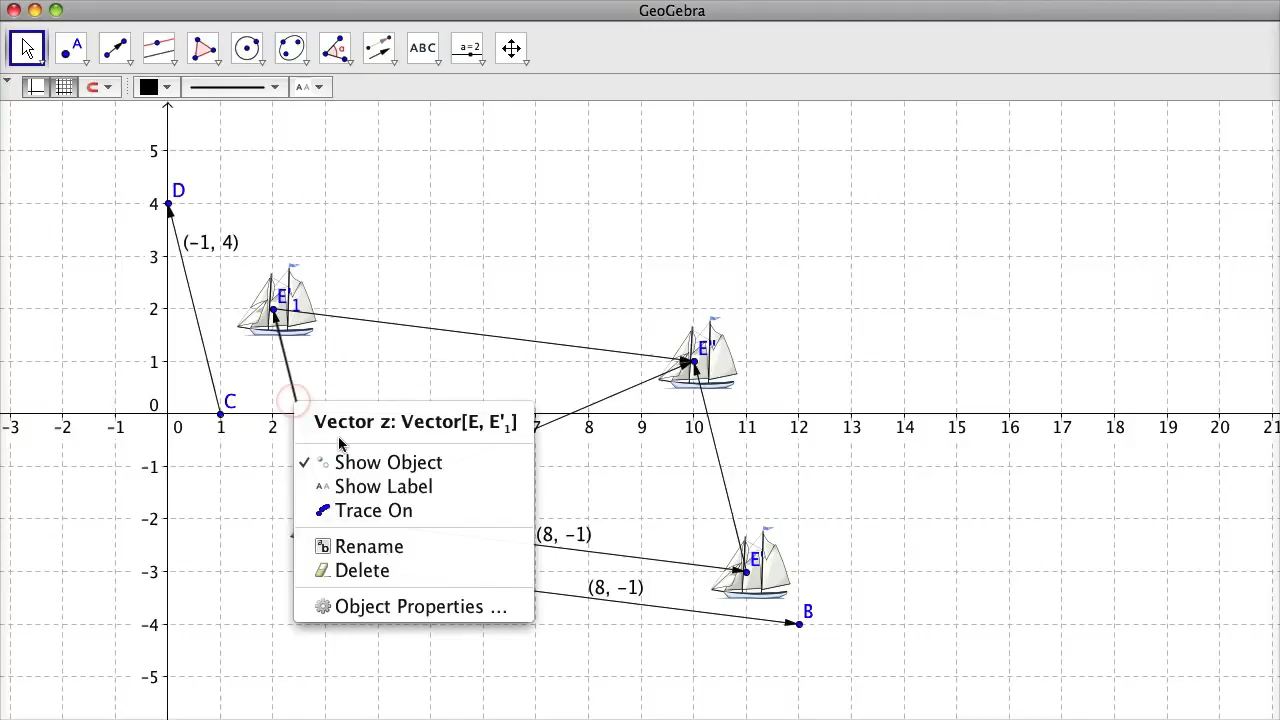 GeoGebra
A
α
ABC
a=2
A A
5
D
4
(-1, 4)
3
E'₁
2
E"
1
C
0
-3 -2 -1 0 1 2 7 8 9 10 11 12 13 14 15 16 17 18 19 20 21
Vector z: Vector[E, E'₁]
Show Object
-1
AA Show Label
Trace On
-2
(8, -1)
a b Rename
E'
-3
Delete
(8, -1)
Object Properties ...
B
-4
-5